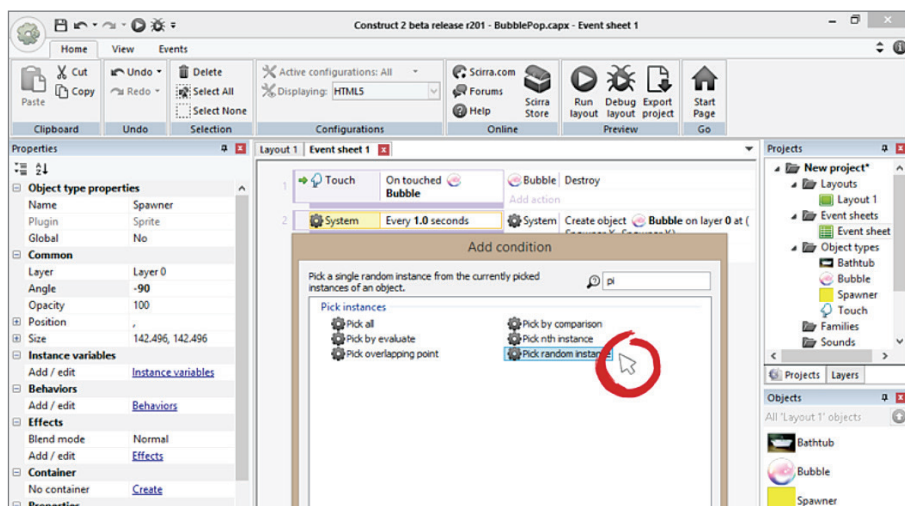 Construct 2 beta release r201 - BubblePop.capx - Event sheet 1
Home View Events
Paste
Cut
Copy
Clipboard
Undo
Redo
Undo
Delete
Select All
Select None
Selection
Active configurations: All
Displaying: HTML5
Configurations
Scirra.com
Forums
Help
Scirra Store
Online
Run layout
Debug layout
Export project
Preview
Start Page
Go
Properties
Object type properties
Name Spawner
Plugin Sprite
Global No
Common
Layer Layer 0
Angle -90
Opacity 100
Position ,
Size 142.496, 142.496
Instance variables
Add / edit Instance variables
Behaviors
Add / edit Behaviors
Effects
Blend mode Normal
Add / edit Effects
Container
No container Create
Properties
Layout 1 Event sheet 1
1 Touch On touched Bubble
Bubble Destroy
Add action
2 System Every 1.0 seconds
System Create object Bubble on layer 0 at (
Spawner.X, Spawner.Y)
Add condition
Pick a single random instance from the currently picked
instances of an object.
pi
Pick instances
Pick all Pick by comparison
Pick by evaluate Pick nth instance
Pick overlapping point Pick random instance
Projects
New project*
Layouts
Layout 1
Event sheets
Event sheet
Object types
Bathtub
Bubble
Spawner
Touch
Families
Sounds
Projects Layers
Objects
All 'Layout 1' objects
Bathtub
Bubble
Spawner